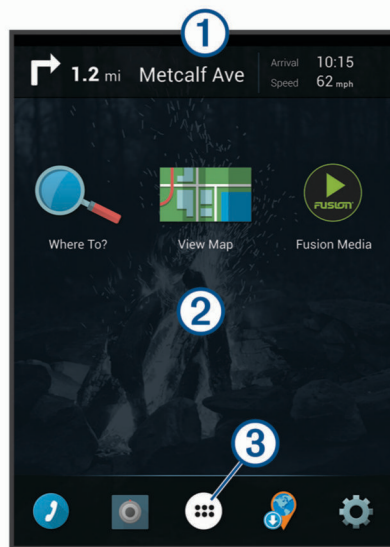 1
1.2 mi Metcalf Ave
Arrival 10:15
Speed 62 mph
FUSION
Where To?
View Map
Fusion Media
2
3